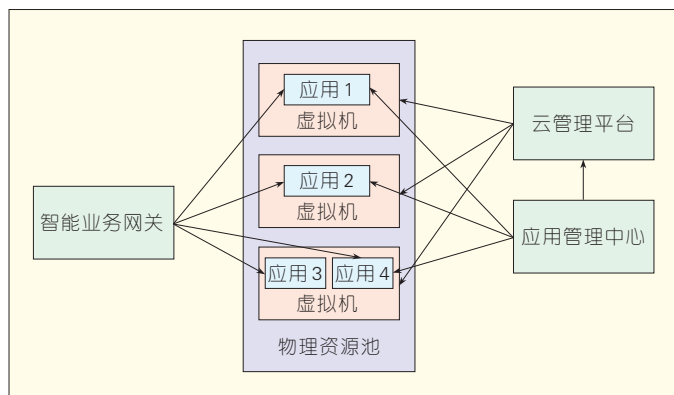 应用1
虚拟机
云管理平台
应用2
虚拟机
智能业务网关
应用管理中心
应用3
应用4
虚拟机
物理资源池